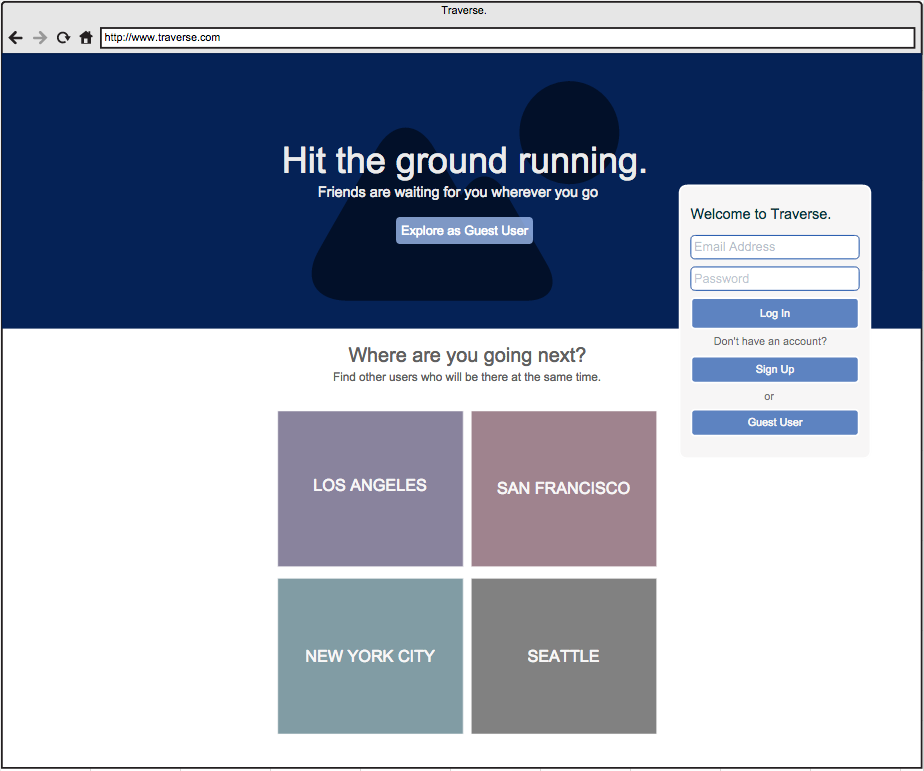 Traverse.
http://www.traverse.com
Hit the ground running.
Friends are waiting for you wherever you go
Explore as Guest User
Welcome to Traverse.
Email Address
Password
Log In
Don't have an account?
Sign Up
or
Guest User
Where are you going next?
Find other users who will be there at the same time.
LOS ANGELES
SAN FRANCISCO
NEW YORK CITY
SEATTLE